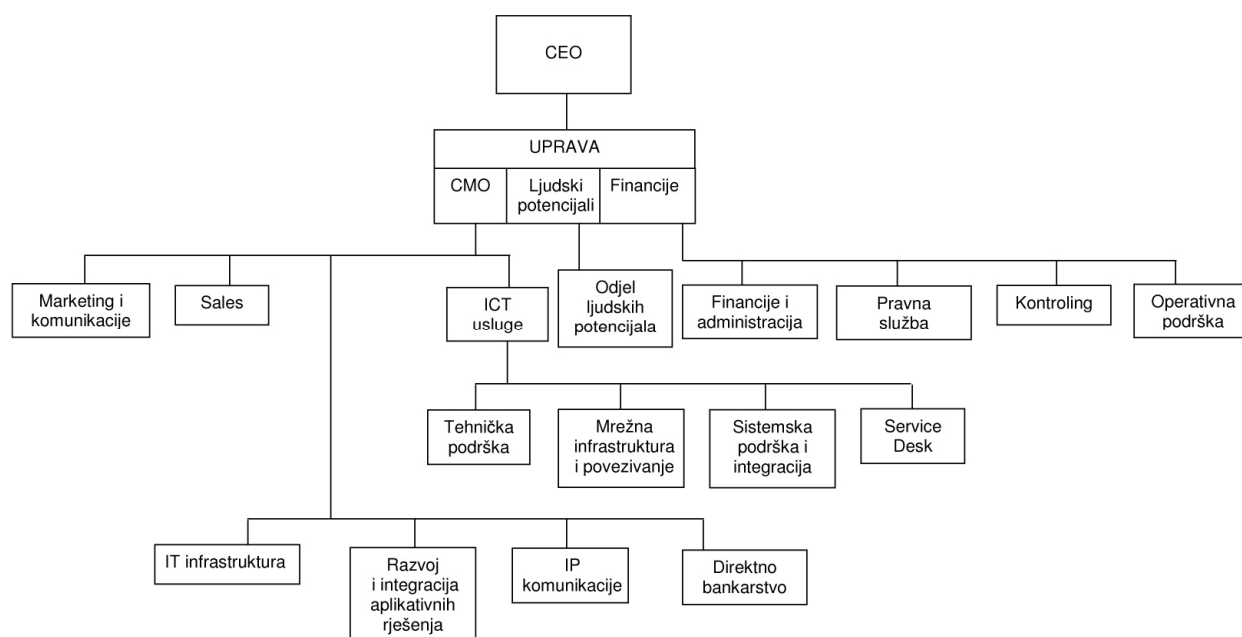 CEO
UPRAVA
CMO
Ljudski
potencijali
Financije
Marketing i
komunikacije
Sales
ICT
usluge
Odjel
ljudskih
potencijala
Financije i
administracija
Pravna
služba
Kontroling
Operativna
podrška
Tehnička
podrška
Mrežna
infrastruktura
i povezivanje
Sistemska
podrška i
integracija
Service
Desk
IT infrastruktura
Razvoj
i integracija
aplikativnih
rješenja
IP
komunikacije
Direktno
bankarstvo